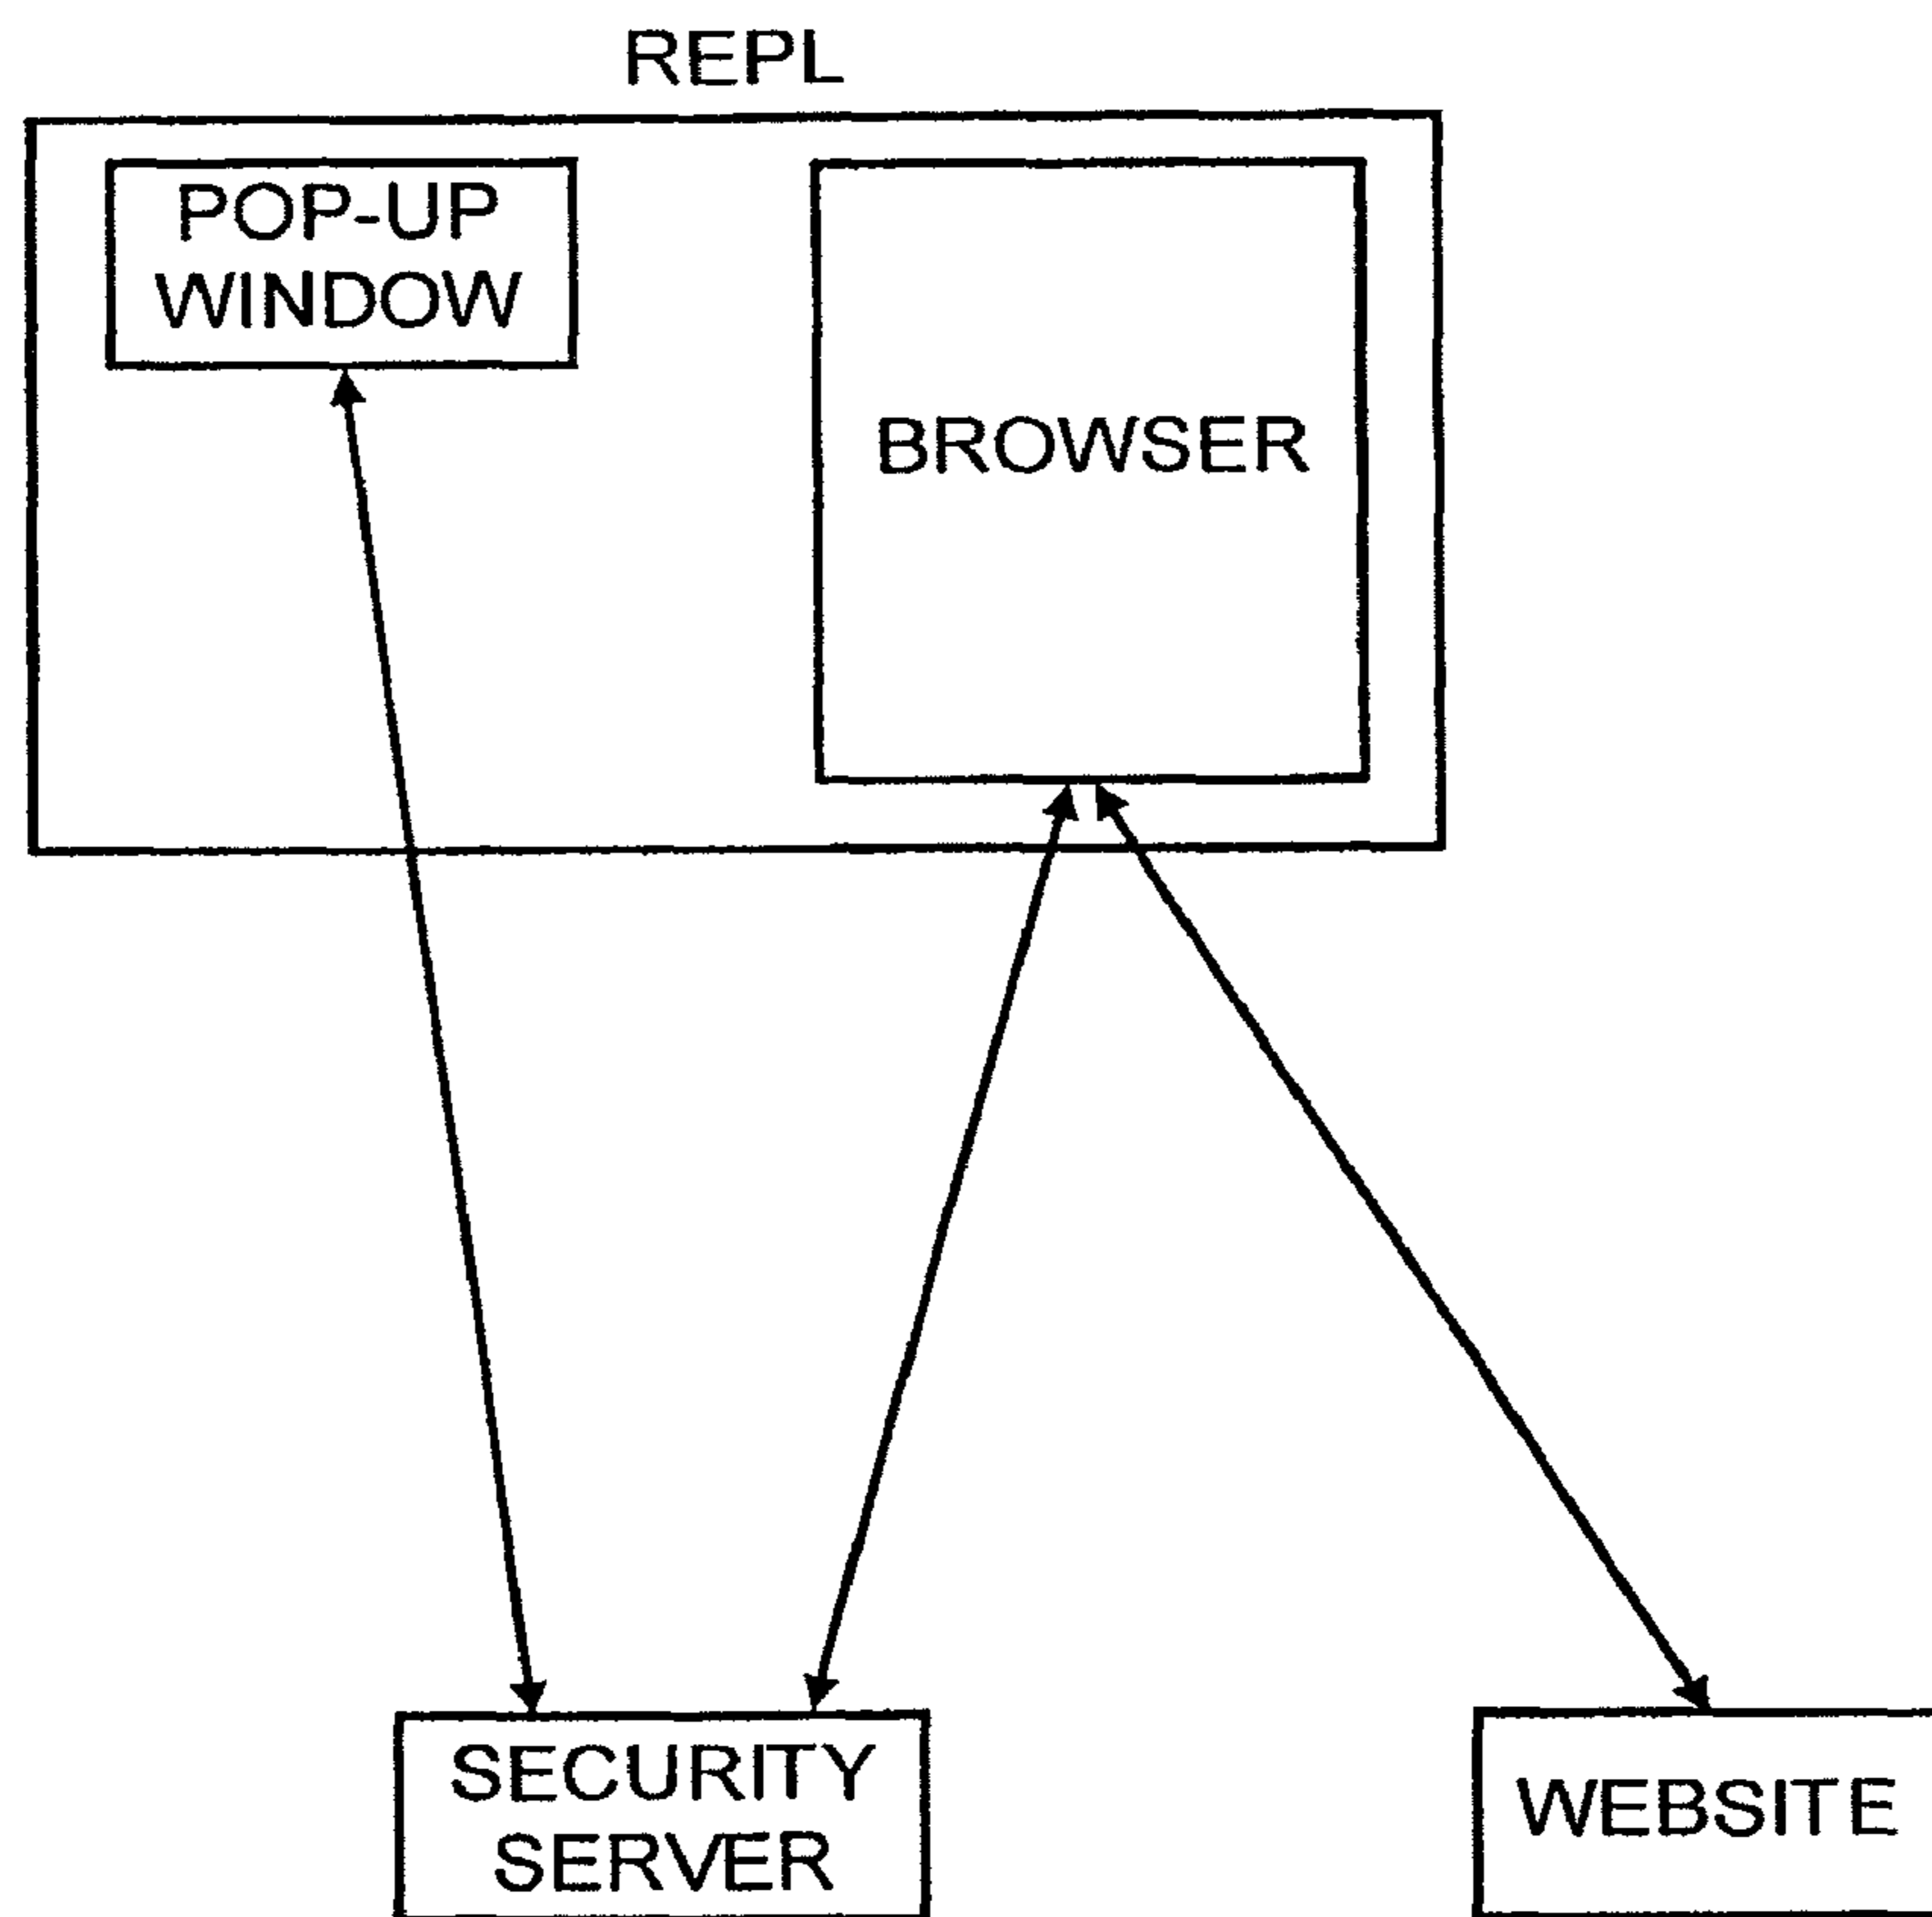 REPL
POP-UP
WINDOW
BROWSER
SECURITY
SERVER
WEBSITE